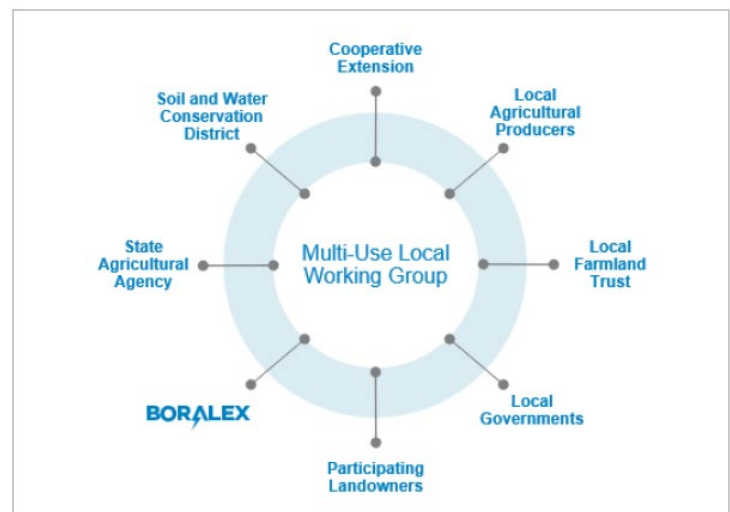 Cooperative
Extension
Soil and Water
Conservation
District
Local
Agricultural
Producers
State
Agricultural
Agency
Multi-Use Local
Working Group
Local
Farmland
Trust
BORALEX
Local
Governments
Participating
Landowners